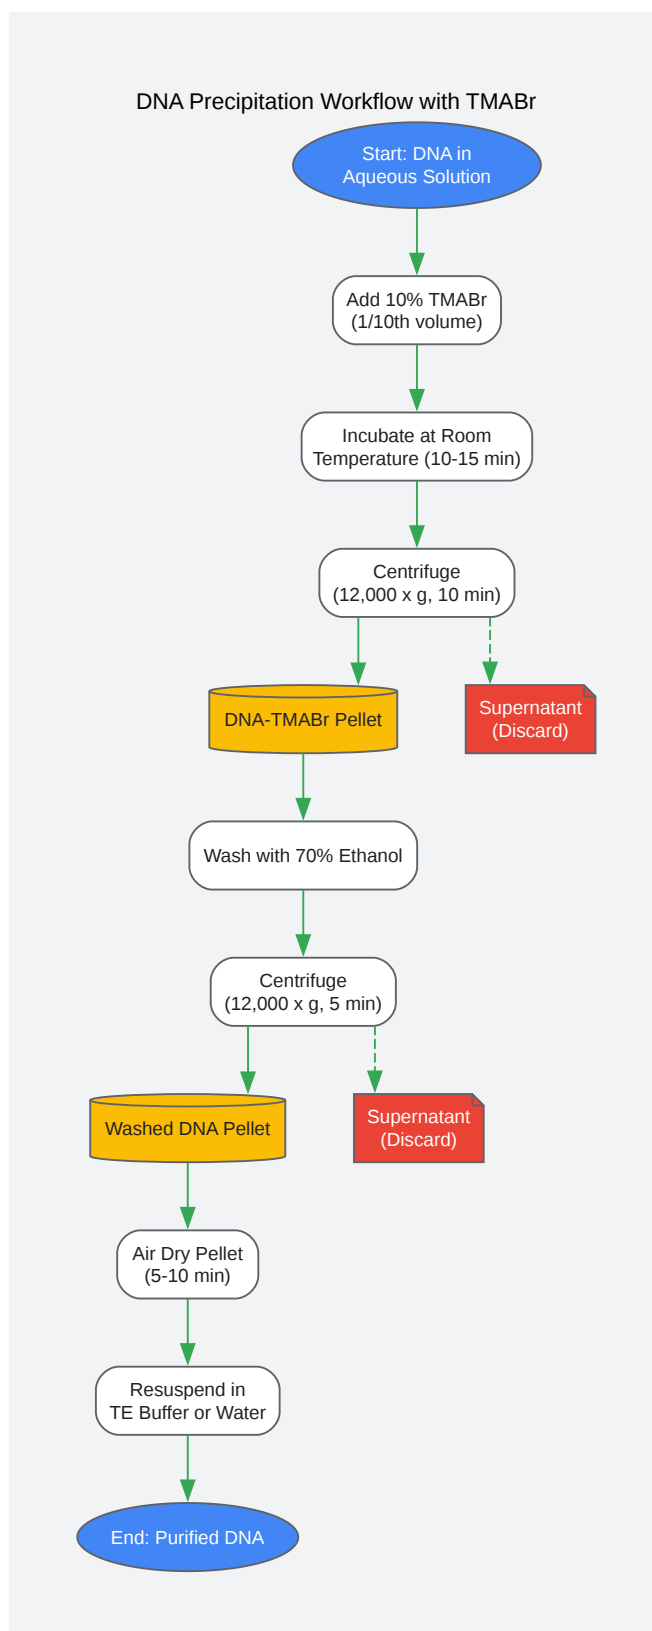 DNA Precipitation Workflow with TMABr
Start: DNA in
Aqueous Solution
Add 10% TMABr
(1/10th volume)
Incubate at Room
Temperature (10-15 min)
Centrifuge
(12,000 x g, 10 min)
DNA-TMABr Pellet
Supernatant
(Discard)
Wash with 70% Ethanol
Centrifuge
(12,000 x g, 5 min)
Washed DNA Pellet
Supernatant
(Discard)
Air Dry Pellet
(5-10 min)
Resuspend in
TE Buffer or Water
End: Purified DNA